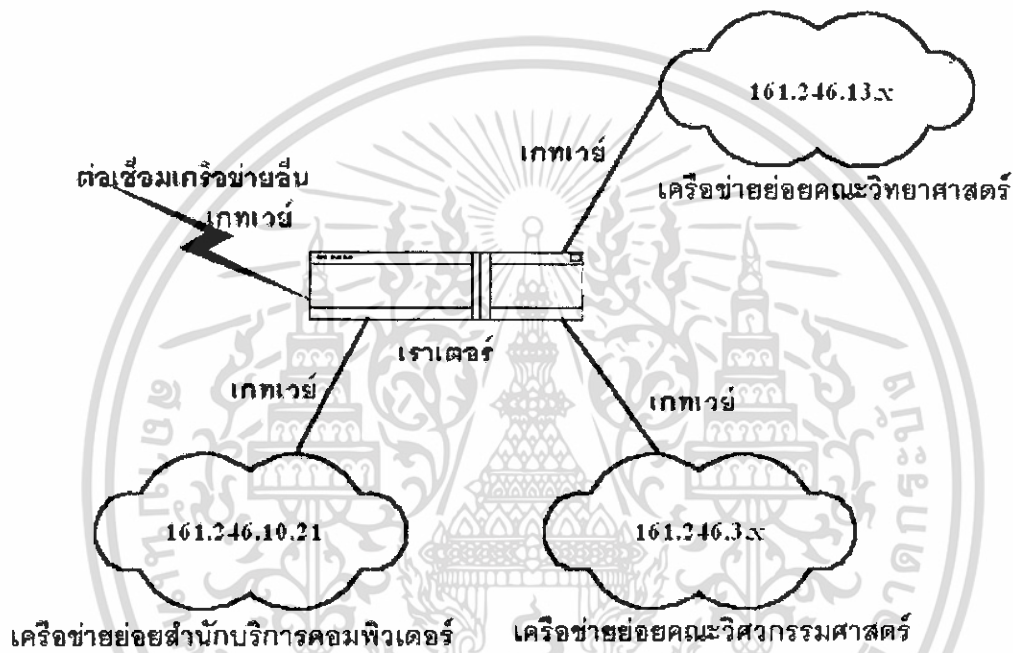 161.246.13.x
เกทเวย์
เครือข่ายย่อยคณะวิทยาศาสตร์
ต่อเชื่อมเครือข่ายอื่น
เกทเวย์
เราเตอร์
เกทเวย์
เกทเวย์
161.246.10.21
161.246.3.x
เครือข่ายย่อยสำนักบริการคอมพิวเตอร์
เครือข่ายย่อยคณะวิศวกรรมศาสตร์